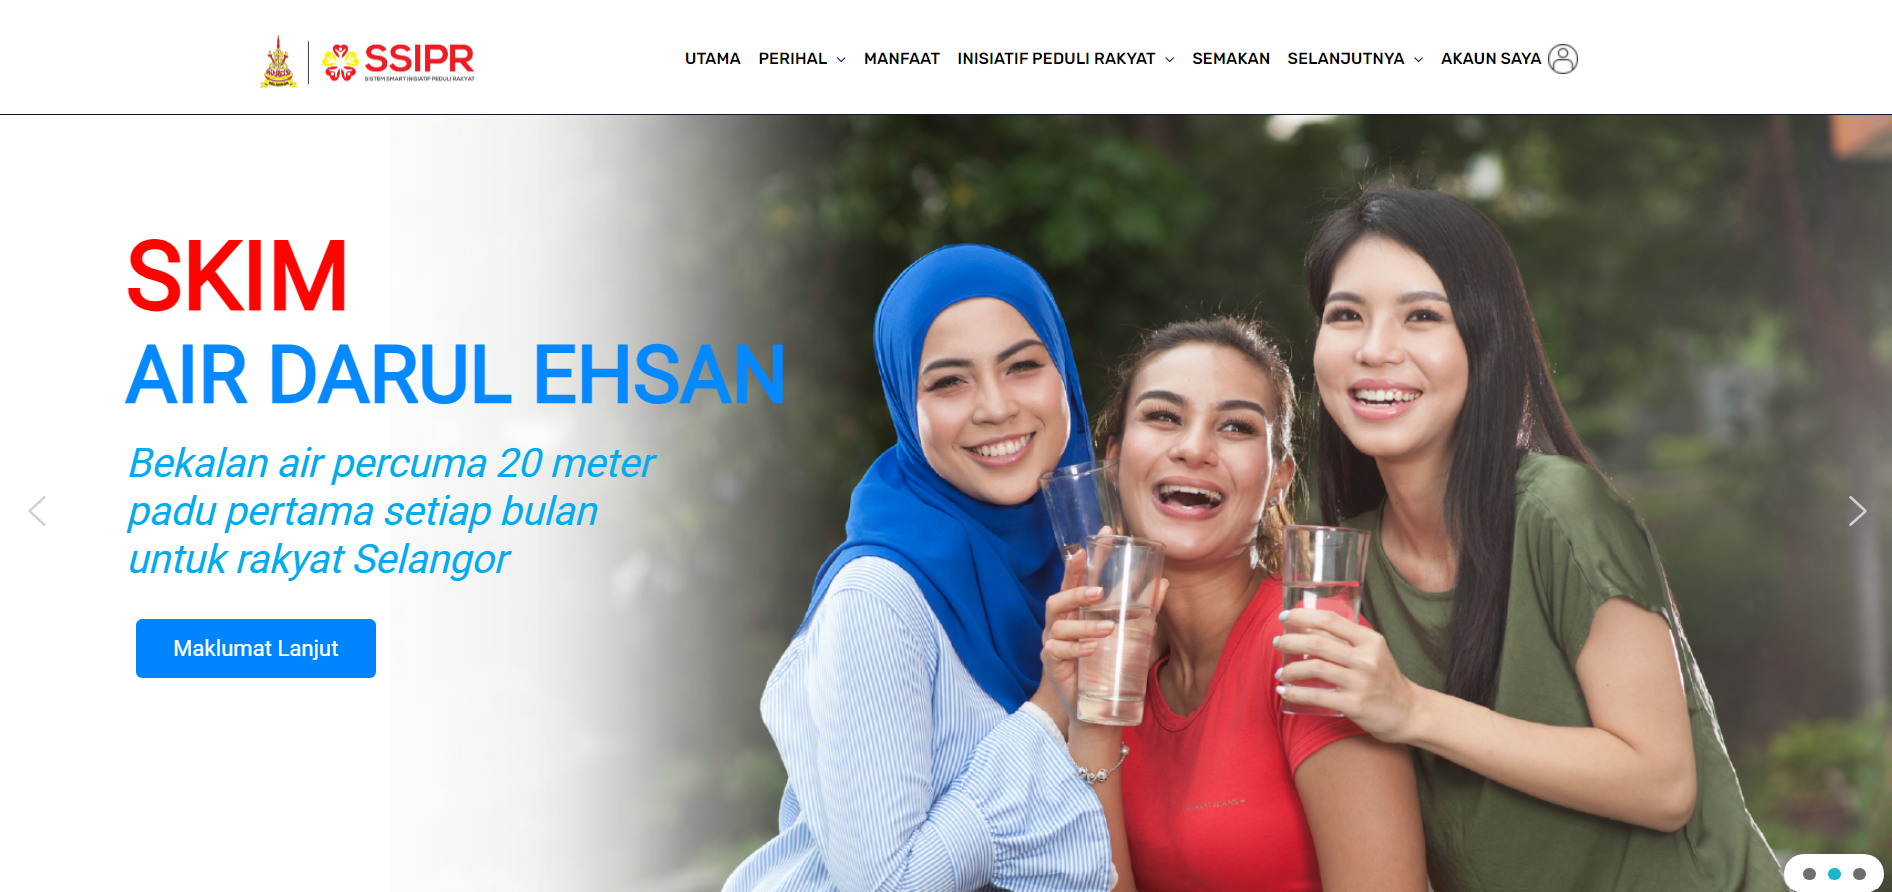 SSIPR
SISTEM SMART INISIATIF PEDULI RAKYAT
UTAMA PERIHAL MANFAAT INISIATIF PEDULI RAKYAT SEMAKAN SELANJUTNYA AKAUN SAYA
SKIM
AIR DARUL EHSAN
Bekalan air percuma 20 meter
padu pertama setiap bulan
untuk rakyat Selangor
Maklumat Lanjut